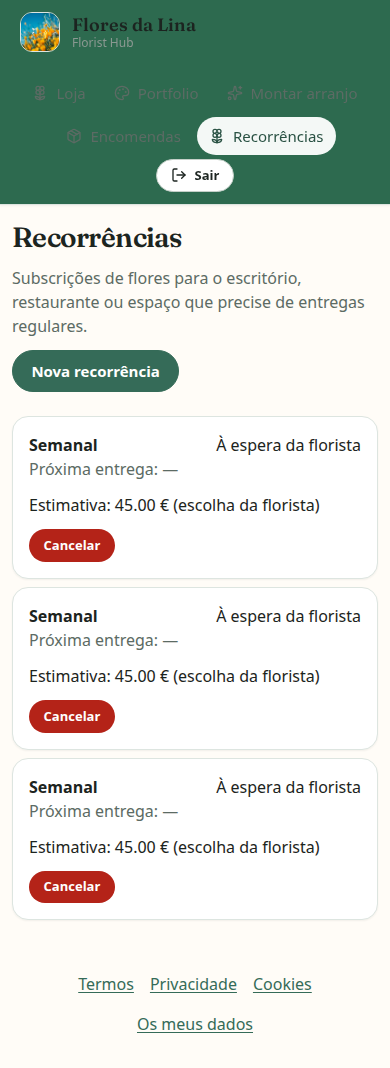 Flores da Lina
Florist Hub
Loja Portfolio Montar arranjo
Encomendas Recorrências
Sair
Recorrências
Subscrições de flores para o escritório,
restaurante ou espaço que precise de entregas
regulares.
Nova recorrência
Semanal À espera da florista
Próxima entrega: —
Estimativa: 45.00 € (escolha da florista)
Cancelar
Semanal À espera da florista
Próxima entrega: —
Estimativa: 45.00 € (escolha da florista)
Cancelar
Semanal À espera da florista
Próxima entrega: —
Estimativa: 45.00 € (escolha da florista)
Cancelar
Termos Privacidade Cookies
Os meus dados